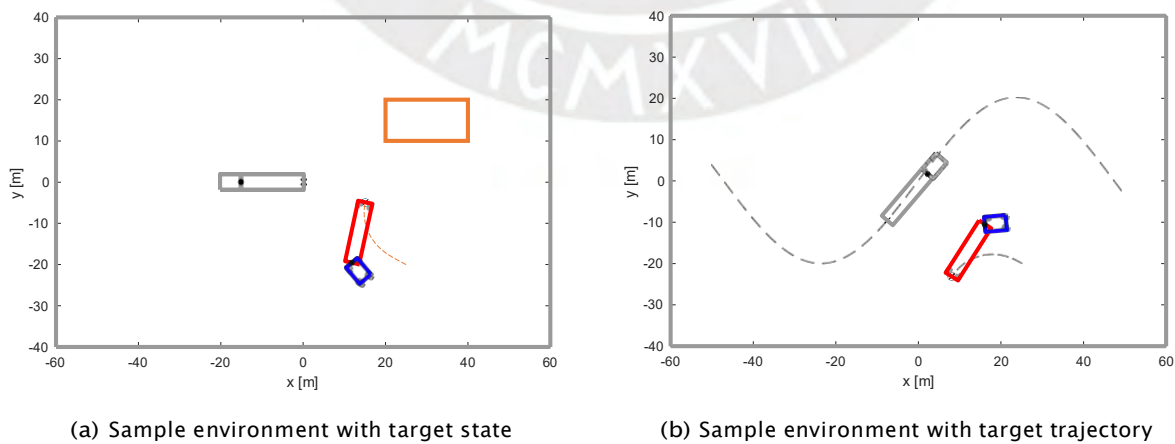 MCMXVII
40
30
20
10
0
-10
-20
-30
-40
y [m]
-60 -40 -20 0 20 40 60
x [m]
40
30
20
10
0
-10
-20
-30
-40
y [m]
-60 -40 -20 0 20 40 60
x [m]
(a) Sample environment with target state
(b) Sample environment with target trajectory